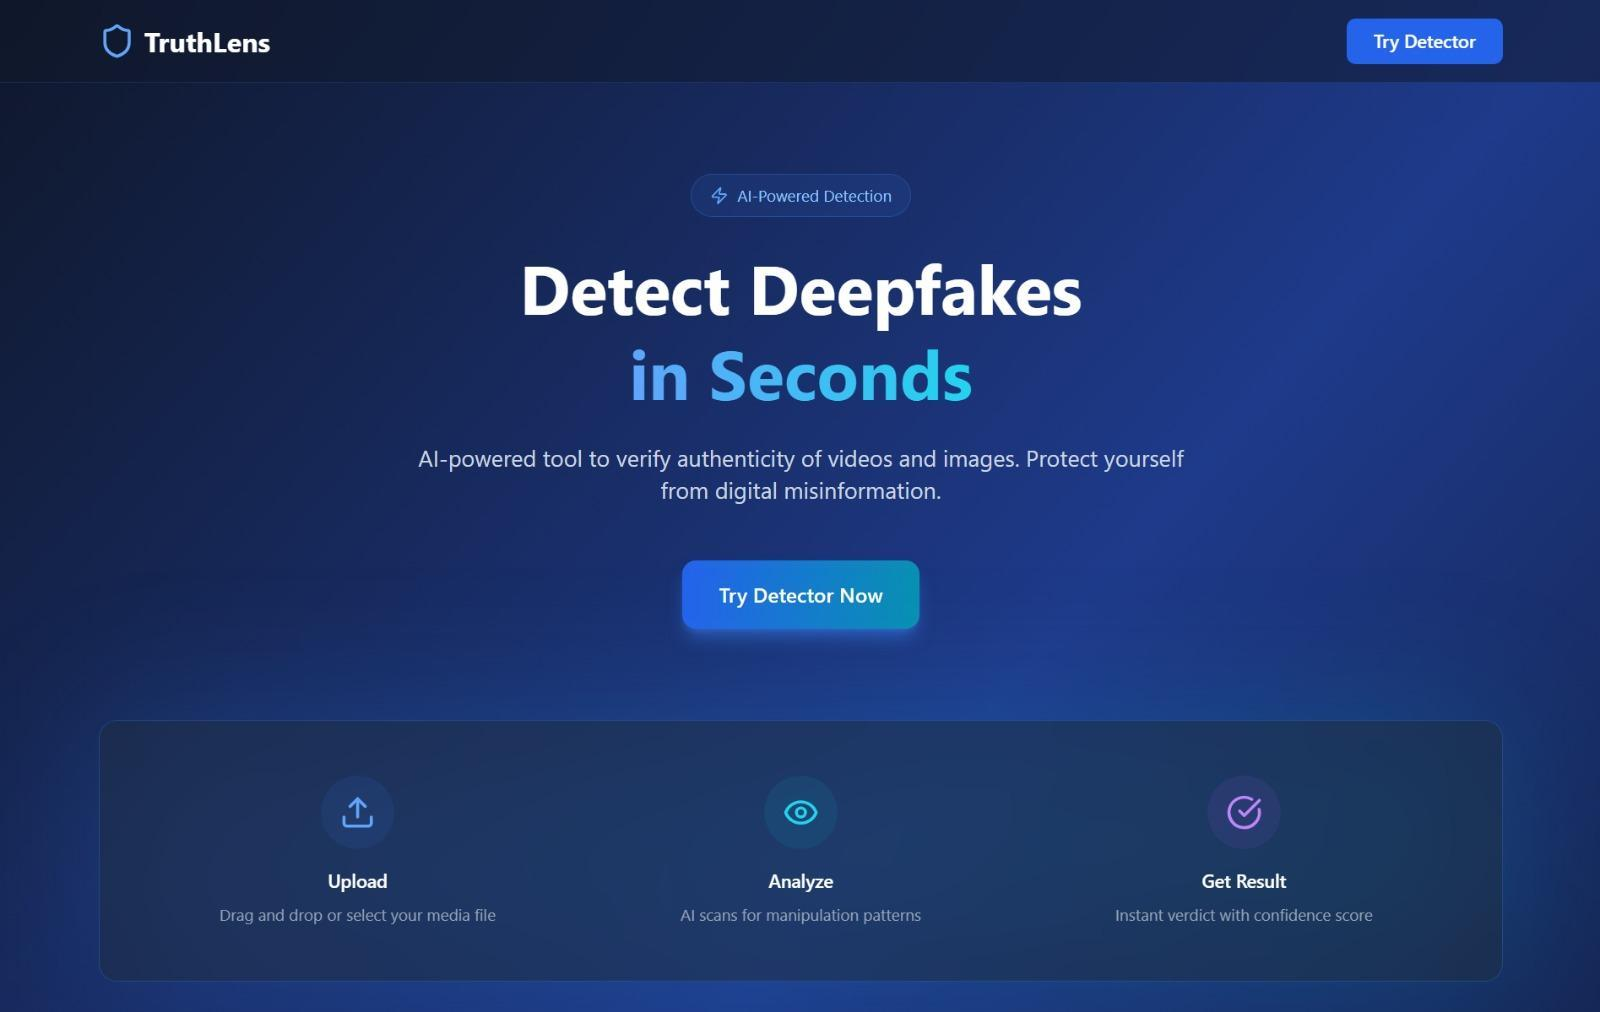 TruthLens
Try Detector
AI-Powered Detection
Detect Deepfakes
in Seconds
AI-powered tool to verify authenticity of videos and images. Protect yourself
from digital misinformation.
Try Detector Now
Upload
Drag and drop or select your media file
Analyze
AI scans for manipulation patterns
Get Result
Instant verdict with confidence score